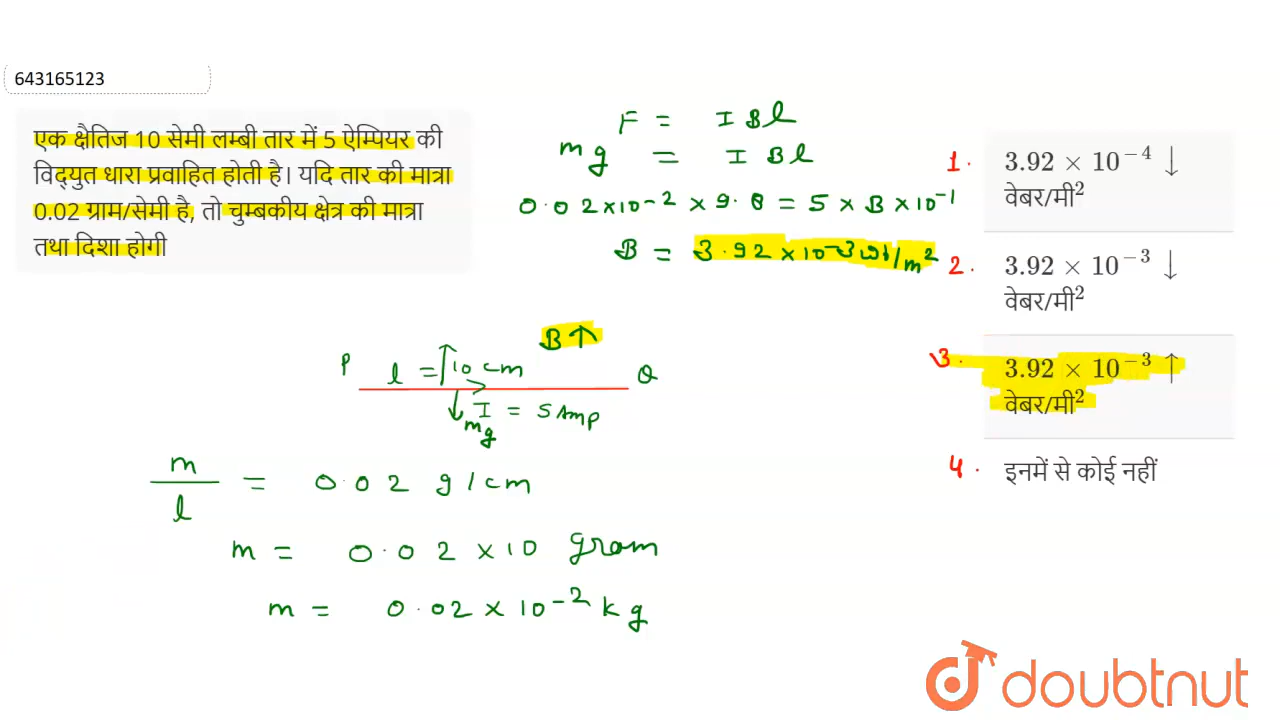 643165123
एक क्षैतिज 10 सेमी लम्बी तार में 5 ऐम्पियर की
विद्युत धारा प्रवाहित होती है। यदि तार की मात्रा
0.02 ग्राम/सेमी है, तो चुम्बकीय क्षेत्र की मात्रा
तथा दिशा होगी
F = I B l
mg = I B l
0.02 × 10⁻² × 9.8 = 5 × B × 10⁻¹
B = 3.92 × 10⁻³ wb/m²
B ↑
P l = 10 cm Q
I = 5 Amp
mg
m/l = 0.02 g/cm
m = 0.02 × 10 gram
m = 0.02 × 10⁻² kg
1. 3.92 × 10⁻⁴ ↓
वेबर/मी²
2. 3.92 × 10⁻³ ↓
वेबर/मी²
3. 3.92 × 10⁻³ ↑
वेबर/मी²
4. इनमें से कोई नहीं
doubtnut